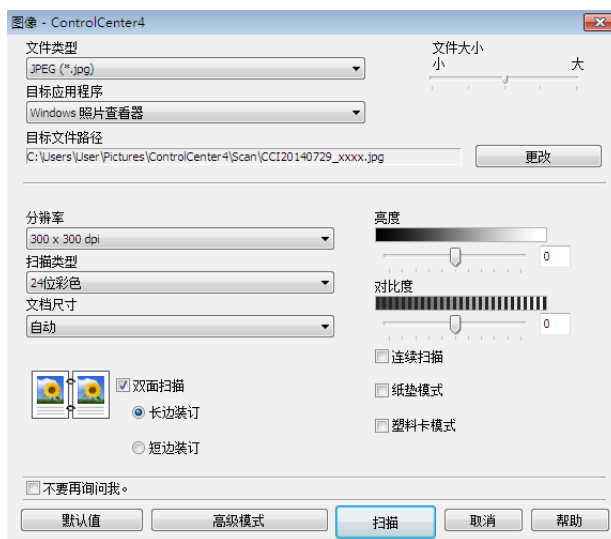 图像 - ControlCenter4
文件类型
JPEG (*.jpg)
文件大小
小 大
目标应用程序
Windows 照片查看器
目标文件路径
C:\Users\User\Pictures\ControlCenter4\Scan\CCI20140729_xxxx.jpg
更改
分辨率
300 x 300 dpi
扫描类型
24位彩色
文档尺寸
自动
亮度
0
对比度
0
双面扫描
长边装订
短边装订
连续扫描
纸垫模式
塑料卡模式
不要再询问我。
默认值 高级模式 扫描 取消 帮助